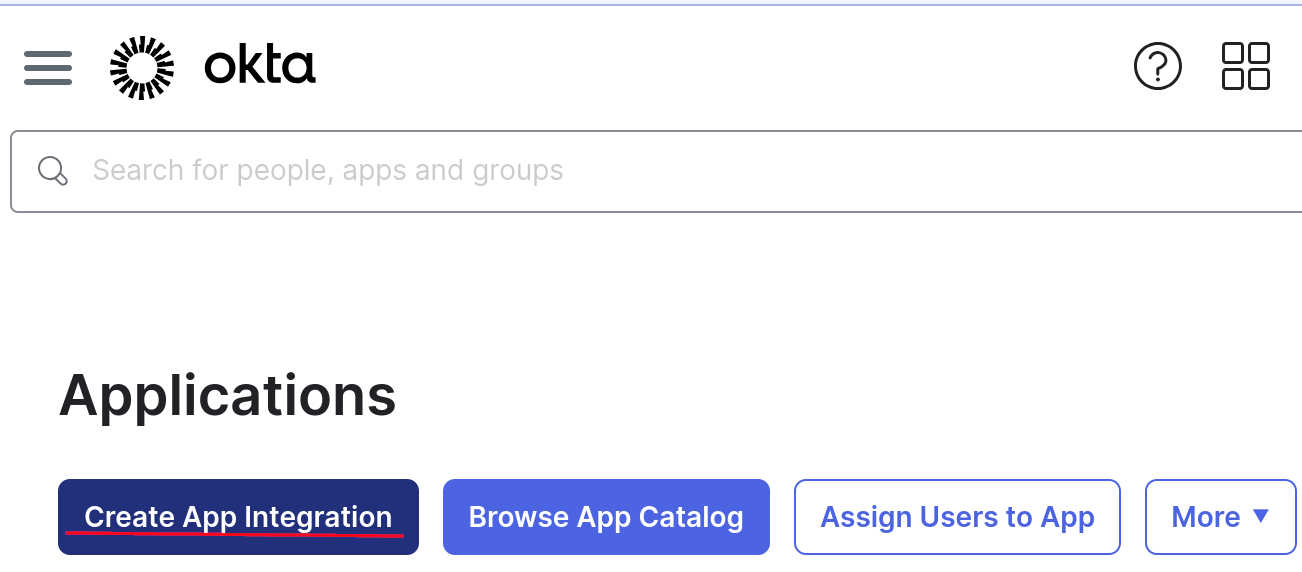 okta
Search for people, apps and groups
Applications
Create App Integration
Browse App Catalog
Assign Users to App
More